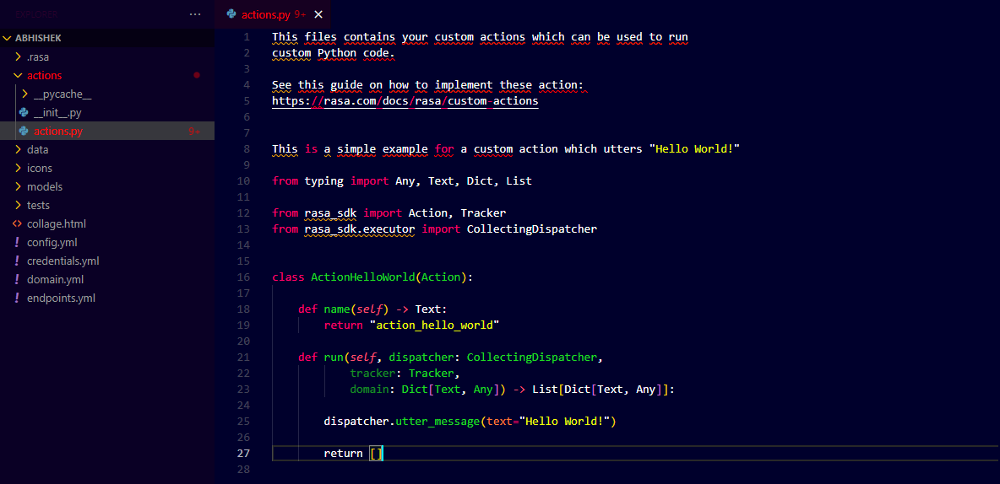 EXPLORER
ABHISHEK
.rasa
actions
__pycache__
__init__.py
actions.py 9+
data
icons
models
tests
collage.html
config.yml
credentials.yml
domain.yml
endpoints.yml
actions.py 9+
1 This files contains your custom actions which can be used to run
2 custom Python code.
3
4 See this guide on how to implement these action:
5 https://rasa.com/docs/rasa/custom-actions
6
7
8 This is a simple example for a custom action which utters "Hello World!"
9
10 from typing import Any, Text, Dict, List
11
12 from rasa_sdk import Action, Tracker
13 from rasa_sdk.executor import CollectingDispatcher
14
15
16 class ActionHelloWorld(Action):
17
18     def name(self) -> Text:
19         return "action_hello_world"
20
21     def run(self, dispatcher: CollectingDispatcher,
22             tracker: Tracker,
23             domain: Dict[Text, Any]) -> List[Dict[Text, Any]]:
24
25         dispatcher.utter_message(text="Hello World!")
26
27         return []
28